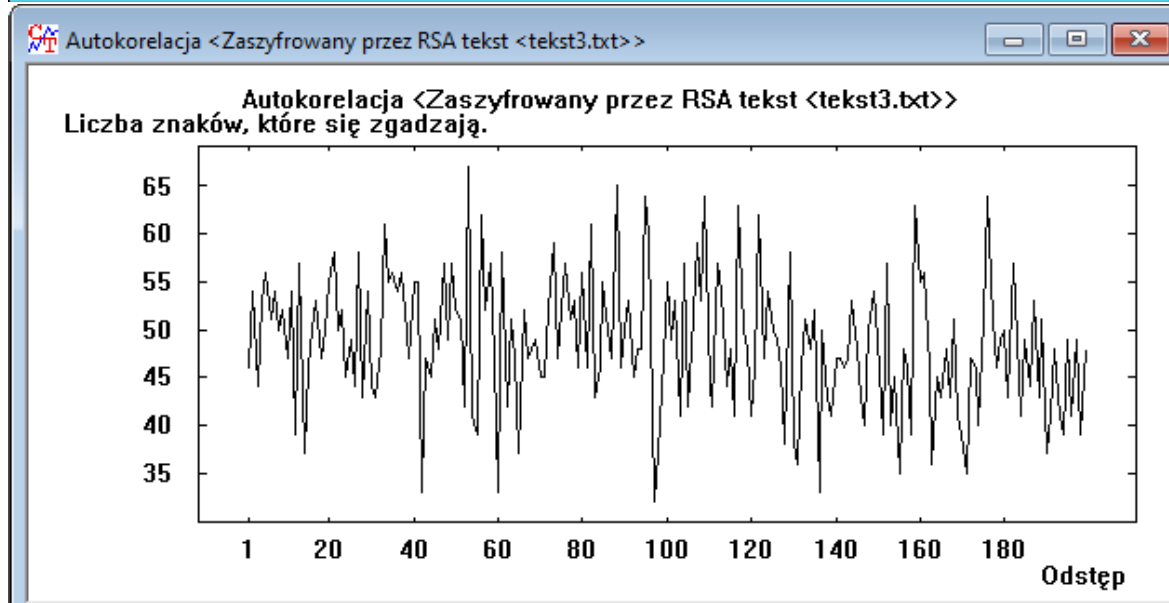 Autokorelacja <Zaszyfrowany przez RSA tekst <tekst3.txt>>
Autokorelacja <Zaszyfrowany przez RSA tekst <tekst3.txt>>
Liczba znaków, które się zgadzają.
65
60
55
50
45
40
35
1 20 40 60 80 100 120 140 160 180
Odstęp